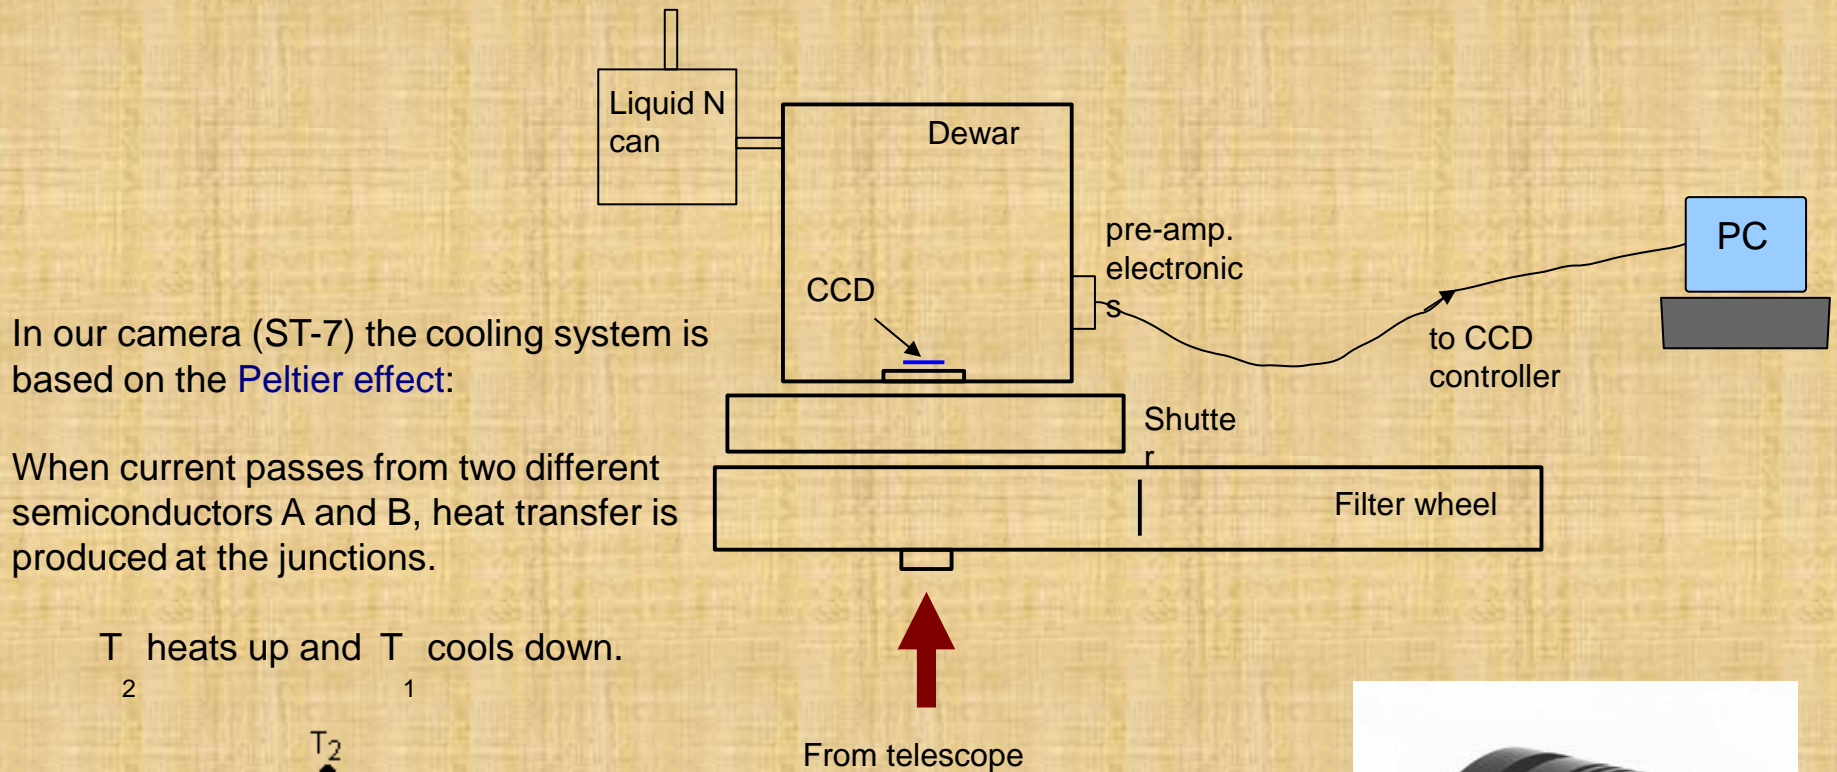 Liquid N
can
Dewar
pre-amp.
electronic
s
PC
CCD
to CCD
controller
In our camera (ST-7) the cooling system is
based on the Peltier effect:
Shutte
r
When current passes from two different
semiconductors A and B, heat transfer is
produced at the junctions.
Filter wheel
T2 heats up and T1 cools down.
T2
From telescope